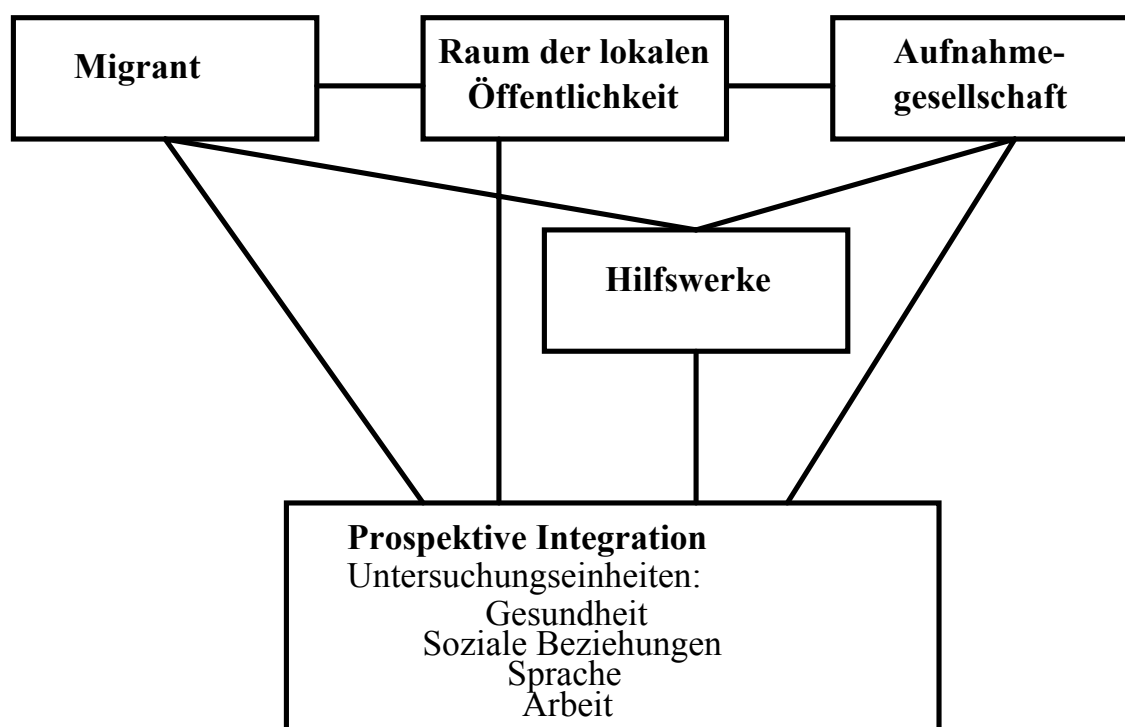 Migrant
Raum der lokalen
Öffentlichkeit
Aufnahme-
gesellschaft
Hilfswerke
Prospektive Integration
Untersuchungseinheiten:
Gesundheit
Soziale Beziehungen
Sprache
Arbeit